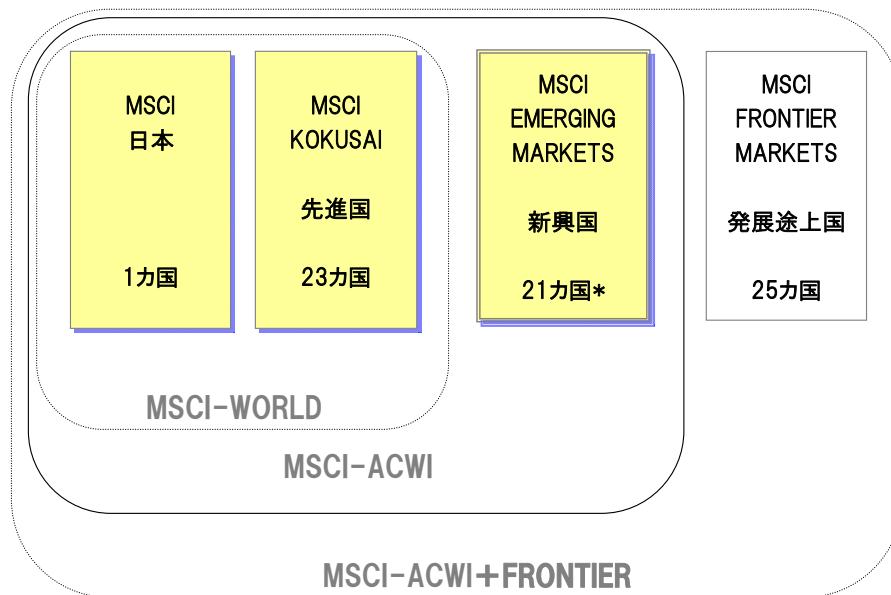 MSCI
日本
1カ国
MSCI
KOKUSAI
先進国
23カ国
MSCI
EMERGING
MARKETS
新興国
21カ国*
MSCI
FRONTIER
MARKETS
発展途上国
25カ国
MSCI-WORLD
MSCI-ACWI
MSCI-ACWI+FRONTIER